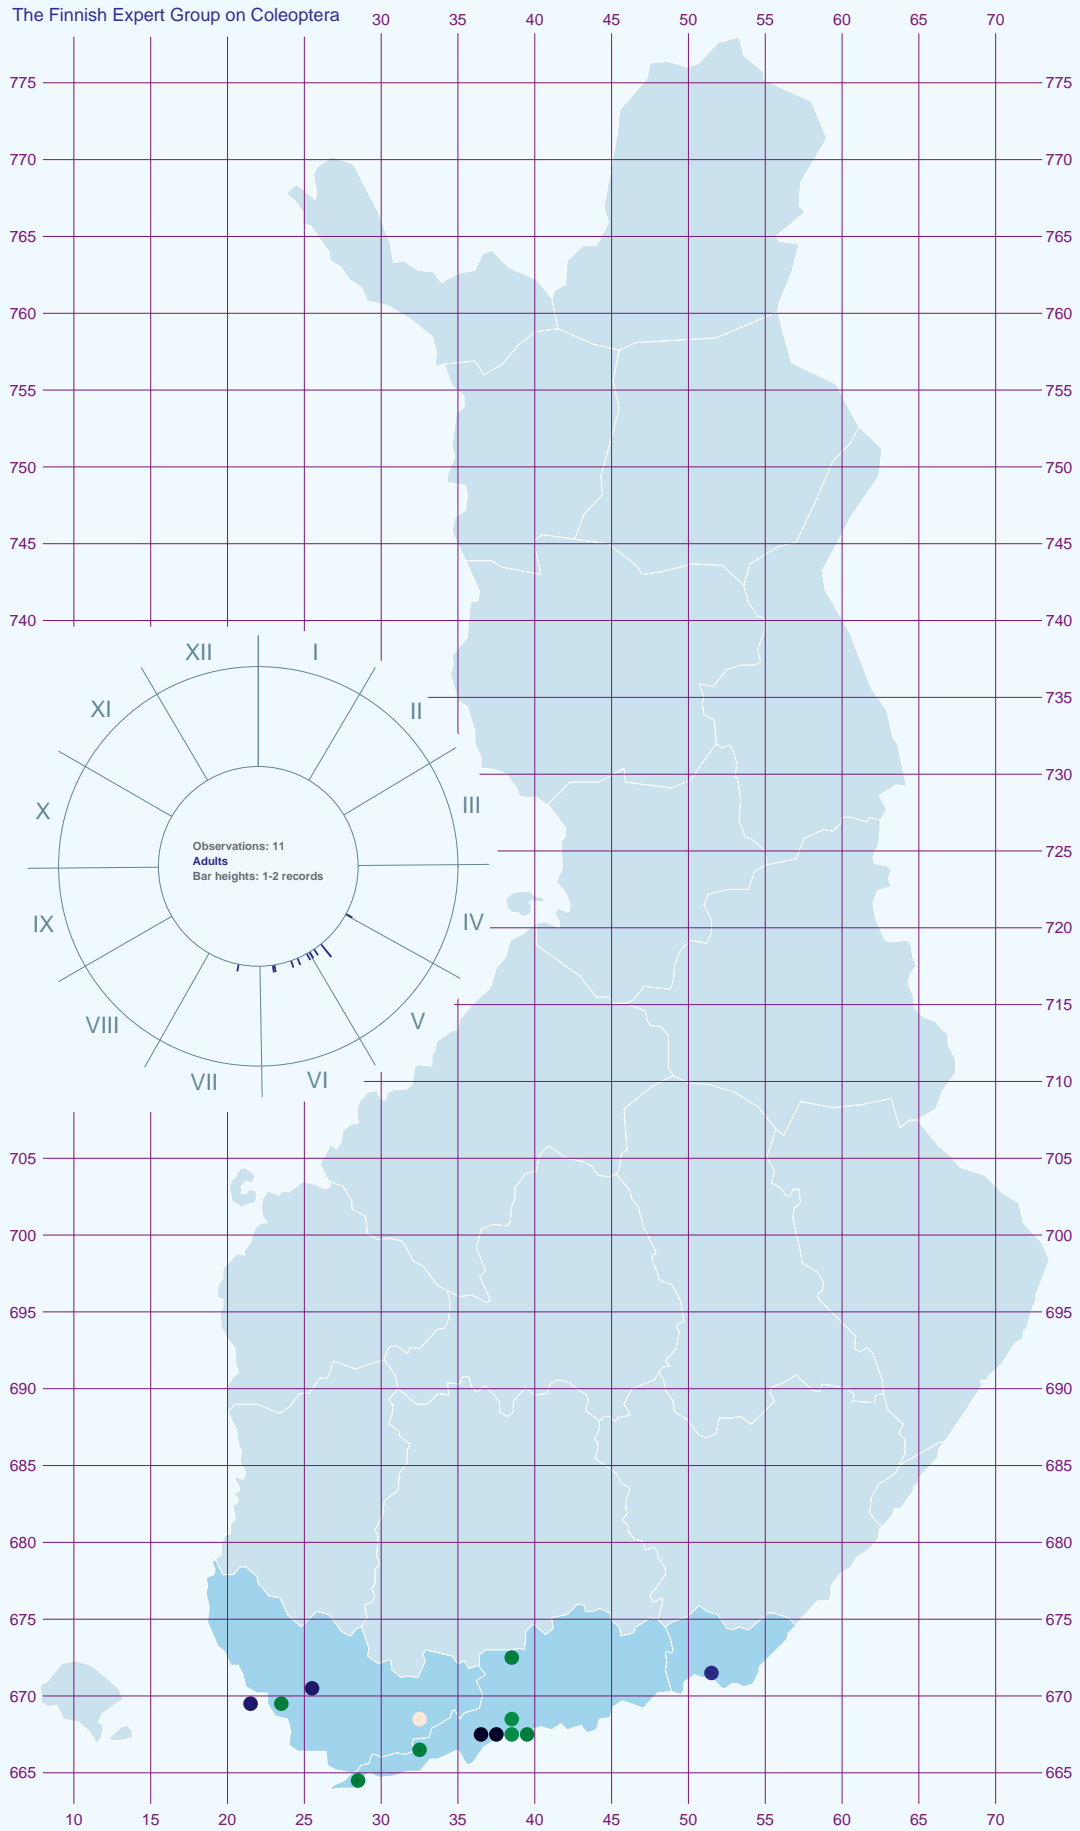 The Finnish Expert Group on Coleoptera
30 35 40 45 50 55 60 65 70
775 775
770 770
765 765
760 760
755 755
750 750
745 745
740 740
735
730
725
720
715
710
705 705
700 700
695 695
690 690
685 685
680 680
675 675
670 670
665 665
10 15 20 25 30 35 40 45 50 55 60 65 70
XII I
XI II
X III
Observations: 11
Adults
Bar heights: 1-2 records
IX IV
VIII V
VII VI